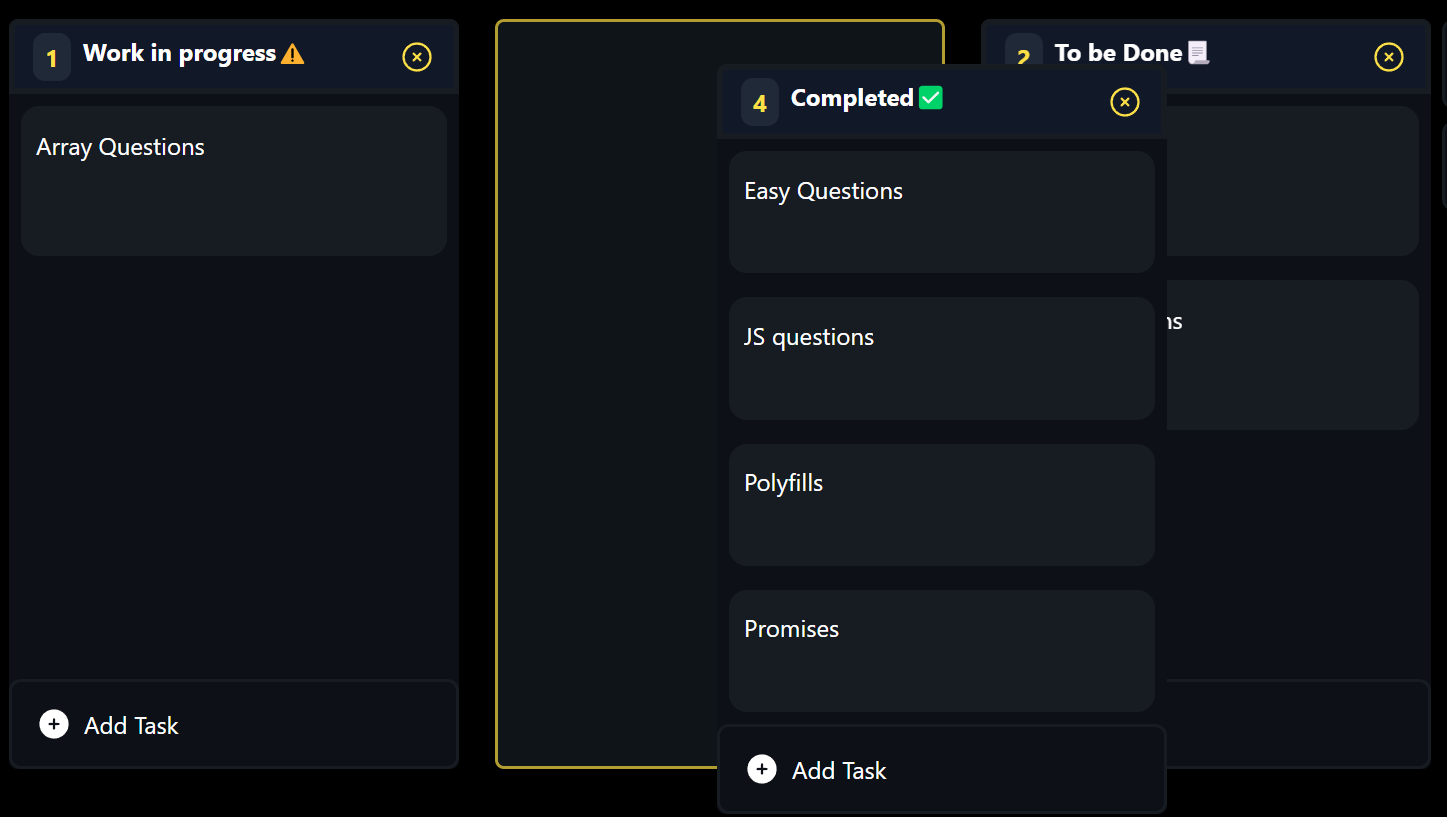 1 Work in progress⚠️
Array Questions
Add Task
4 Completed✅
Easy Questions
JS questions
Polyfills
Promises
Add Task
2 To be Done📜
ns